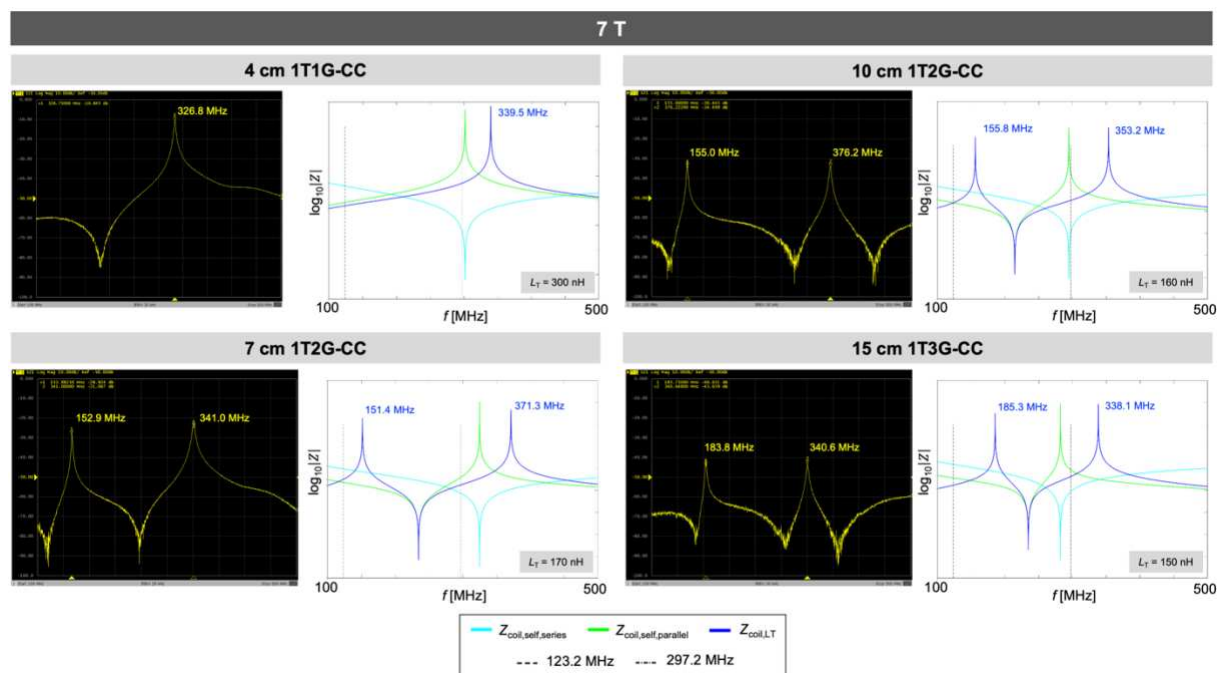 7 T
4 cm 1T1G-CC
326.8 MHz
339.5 MHz
log10|Z|
LT = 300 nH
100
500
f [MHz]
10 cm 1T2G-CC
155.0 MHz
376.2 MHz
155.8 MHz
353.2 MHz
log10|Z|
LT = 160 nH
100
500
f [MHz]
7 cm 1T2G-CC
152.9 MHz
341.0 MHz
151.4 MHz
371.3 MHz
log10|Z|
LT = 170 nH
100
500
f [MHz]
15 cm 1T3G-CC
183.8 MHz
340.6 MHz
185.3 MHz
338.1 MHz
log10|Z|
LT = 150 nH
100
500
f [MHz]
Zcoil,self,series Zcoil,self,parallel Zcoil,LT
123.2 MHz 297.2 MHz